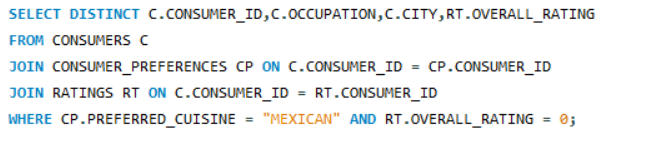 SELECT DISTINCT C.CONSUMER_ID,C.OCCUPATION,C.CITY,RT.OVERALL_RATING
FROM CONSUMERS C
JOIN CONSUMER_PREFERENCES CP ON C.CONSUMER_ID = CP.CONSUMER_ID
JOIN RATINGS RT ON C.CONSUMER_ID = RT.CONSUMER_ID
WHERE CP.PREFERRED_CUISINE = "MEXICAN" AND RT.OVERALL_RATING = 0;